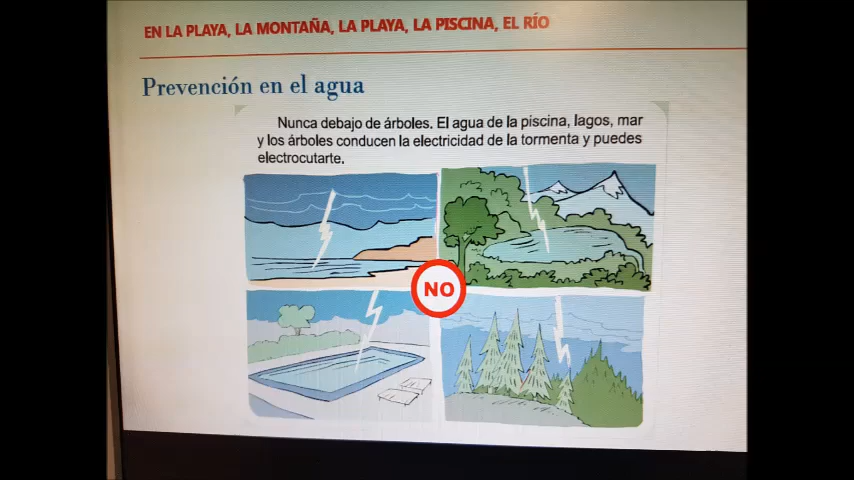 EN LA PLAYA, LA MONTAÑA, LA PLAYA, LA PISCINA, EL RÍO
Prevención en el agua
Nunca debajo de árboles. El agua de la piscina, lagos, mar
y los árboles conducen la electricidad de la tormenta y puedes
electrocutarte.
NO